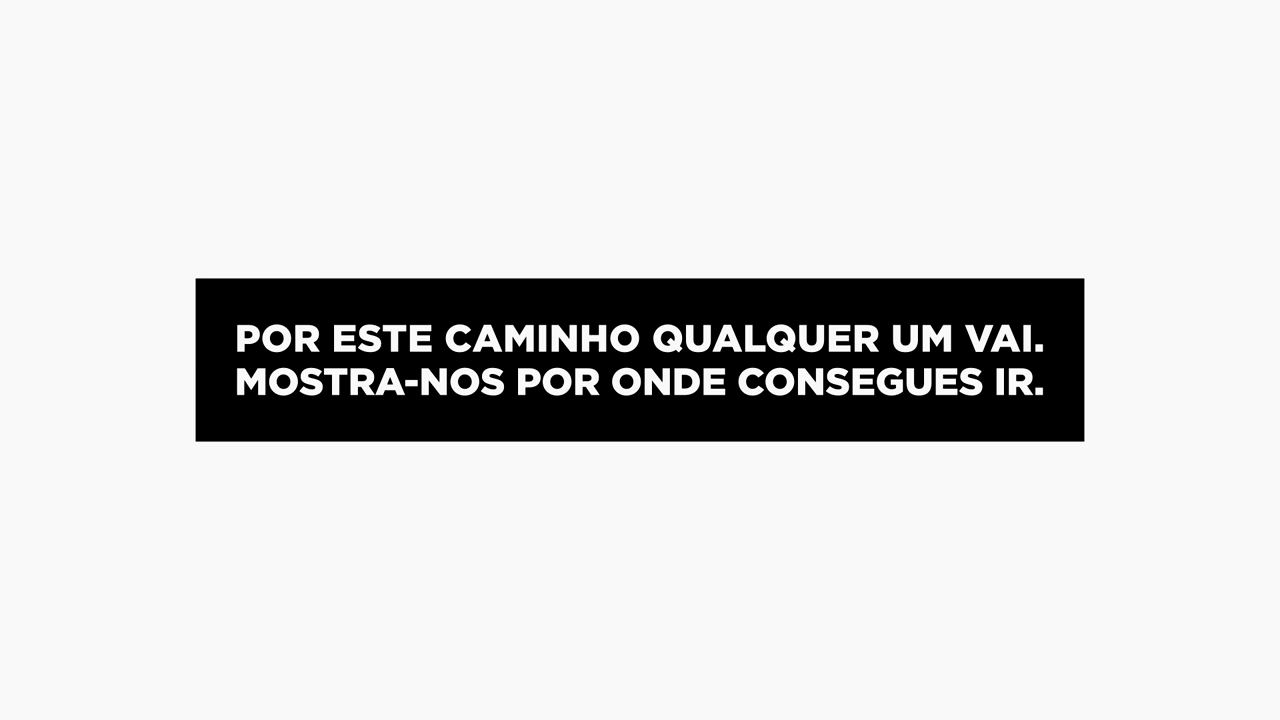 POR ESTE CAMINHO QUALQUER UM VAI.
MOSTRA-NOS POR ONDE CONSEGUES IR.